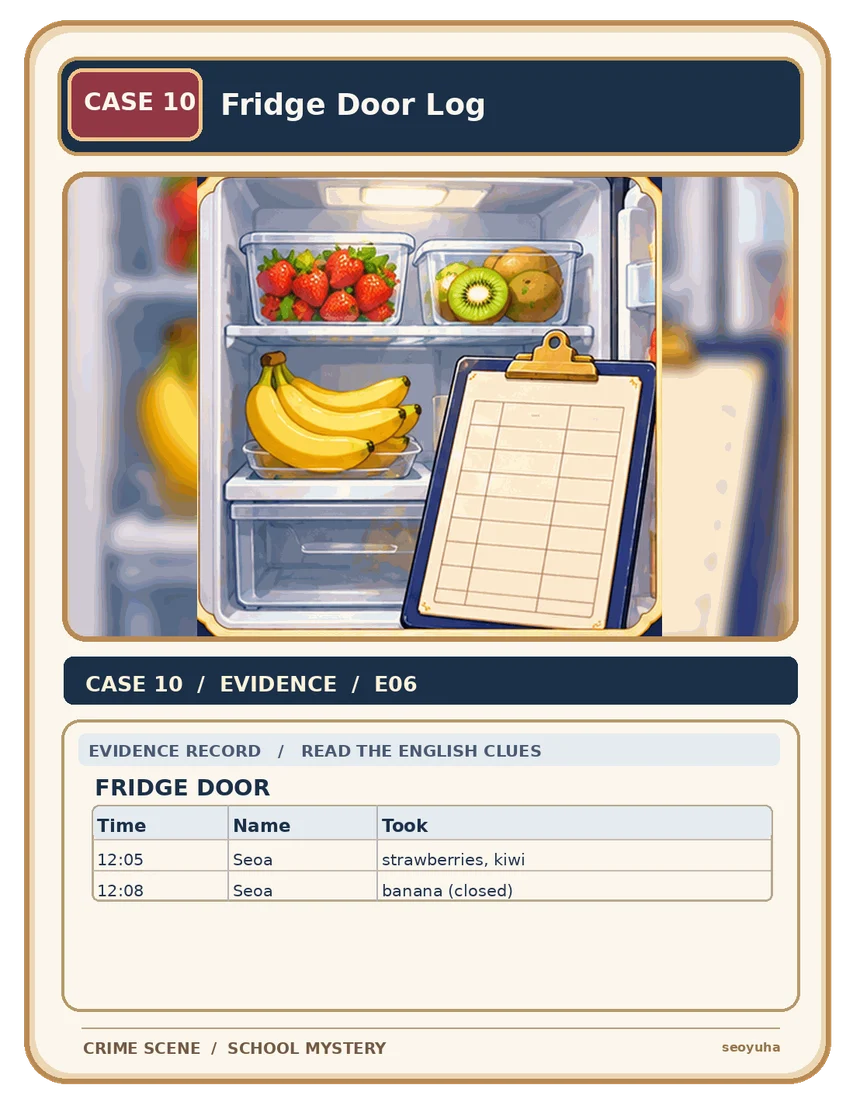 CASE 10 Fridge Door Log
CASE 10 / EVIDENCE / E06
EVIDENCE RECORD / READ THE ENGLISH CLUES
FRIDGE DOOR
Time Name Took
12:05 Seoa strawberries, kiwi
12:08 Seoa banana (closed)
CRIME SCENE / SCHOOL MYSTERY seoyuha